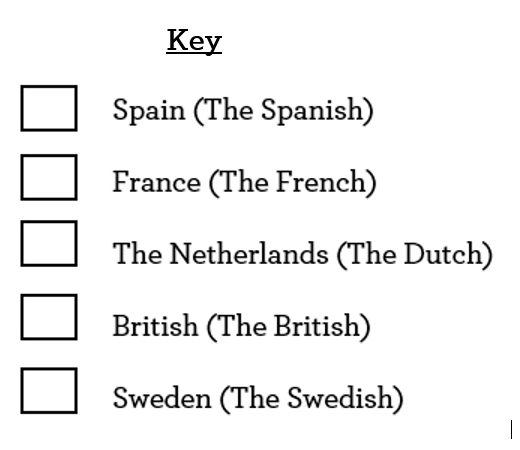 Key
Spain (The Spanish)
France (The French)
The Netherlands (The Dutch)
British (The British)
Sweden (The Swedish)